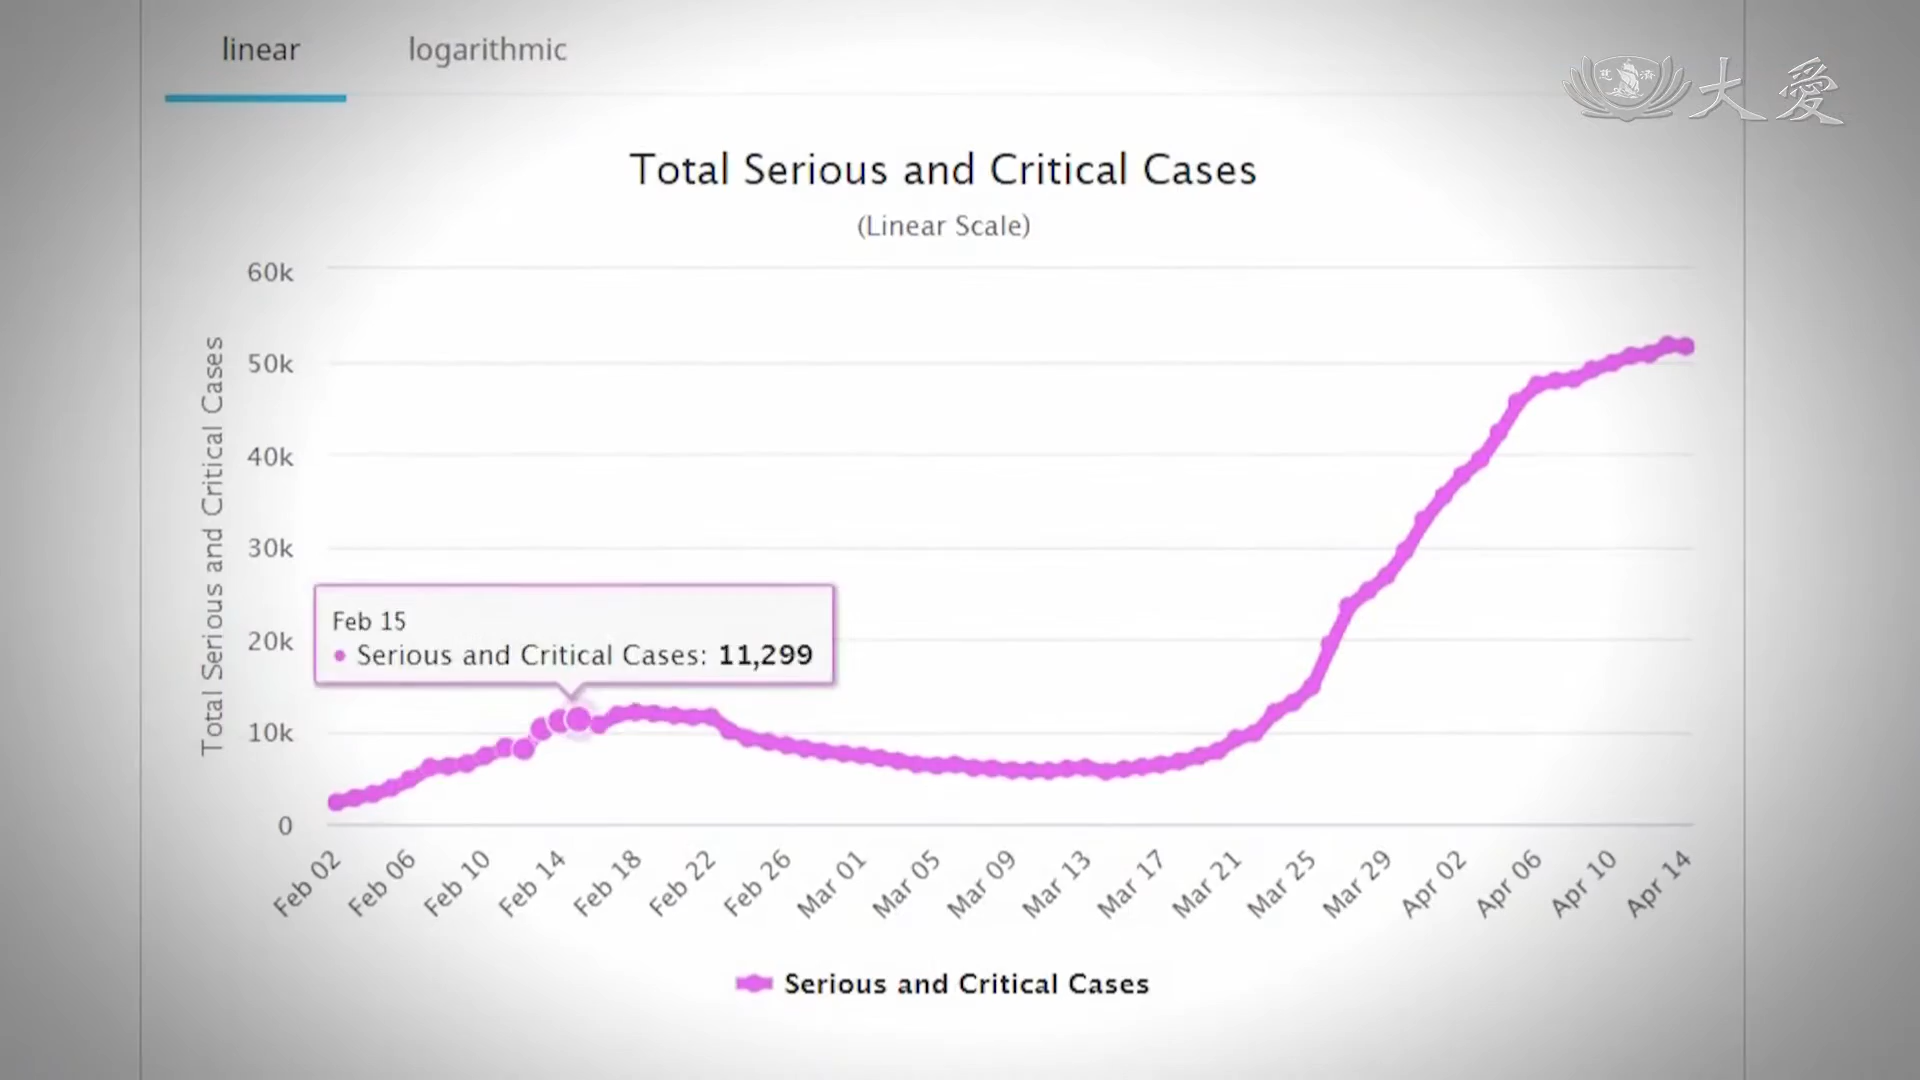 linear
logarithmic
慈濟
大愛
Total Serious and Critical Cases
(Linear Scale)
Total Serious and Critical Cases
60k
50k
40k
30k
20k
10k
0
Feb 15
Serious and Critical Cases: 11,299
Feb 02
Feb 06
Feb 10
Feb 14
Feb 18
Feb 22
Feb 26
Mar 01
Mar 05
Mar 09
Mar 13
Mar 17
Mar 21
Mar 25
Mar 29
Apr 02
Apr 06
Apr 10
Apr 14
Serious and Critical Cases